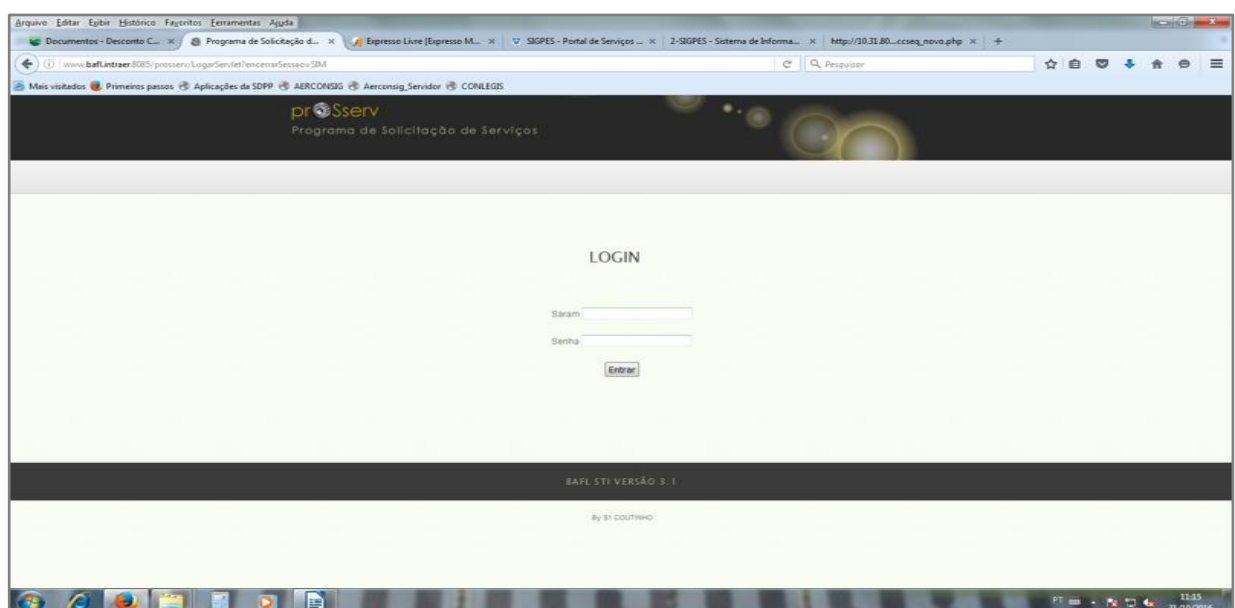 Arquivo Editar Exibir Histórico Favoritos Ferramentas Ajuda
Documentos - Desconto C... × Programa de Solicitação d... × Expresso Livre [Expresso M... × SIGPES - Portal de Serviços ... × 2-SIGPES - Sistema de Informa... × http://10.31.80...ccseq_novo.php × +
www.bafl.intraer:8085/prosserv/LogarServlet?encerrarSessao=SIM Pesquisar
Mais visitados Primeiros passos Aplicações da SDPP AERCONSIG Aerconsig_Servidor CONLEGIS
prOSserv
Programa de Solicitação de Serviços
LOGIN
Saram
Senha
Entrar
BAFL STI VERSÃO 3.1
By S1 COUTINHO
PT 11:15